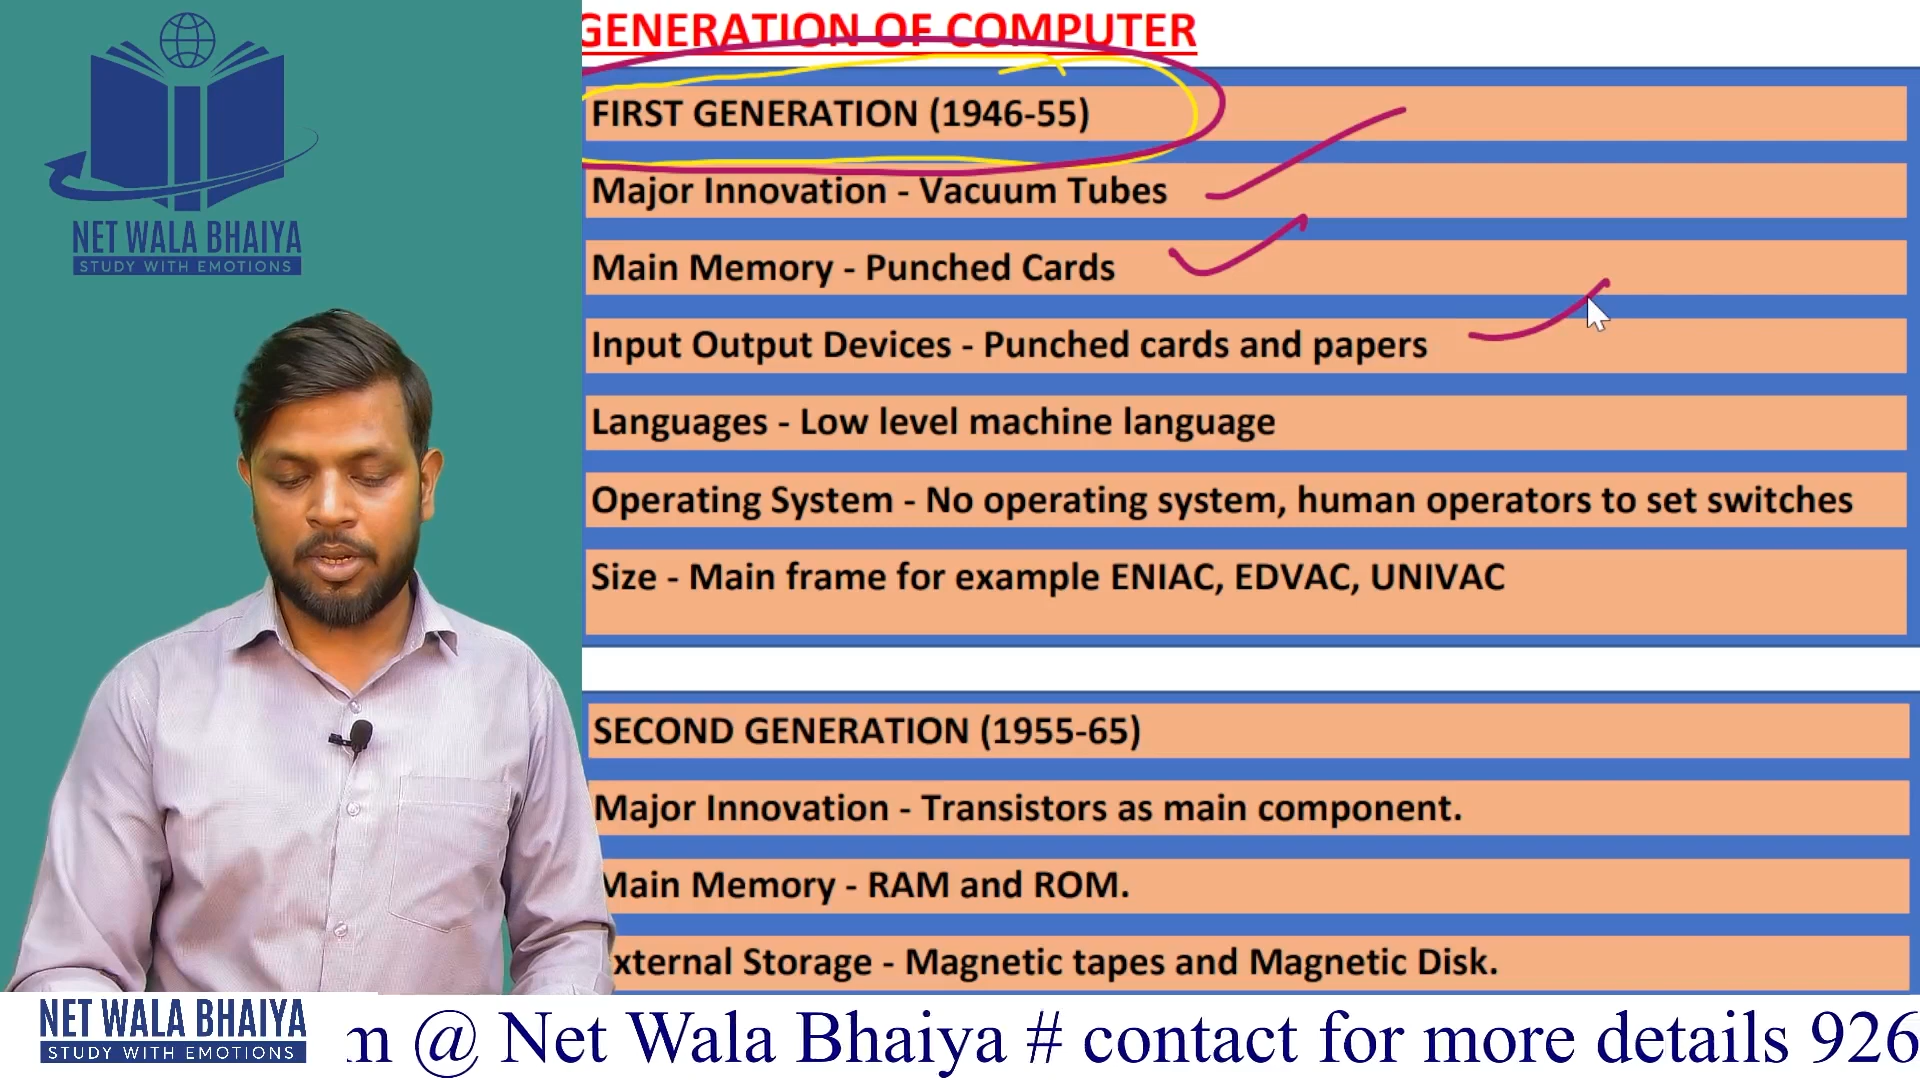 NET WALA BHAIYA
STUDY WITH EMOTIONS
GENERATION OF COMPUTER
FIRST GENERATION (1946-55)
Major Innovation - Vacuum Tubes
Main Memory - Punched Cards
Input Output Devices - Punched cards and papers
Languages - Low level machine language
Operating System - No operating system, human operators to set switches
Size - Main frame for example ENIAC, EDVAC, UNIVAC
SECOND GENERATION (1955-65)
Major Innovation - Transistors as main component.
Main Memory - RAM and ROM.
xternal Storage - Magnetic tapes and Magnetic Disk.
NET WALA BHAIYA
STUDY WITH EMOTIONS
m @ Net Wala Bhaiya # contact for more details 926